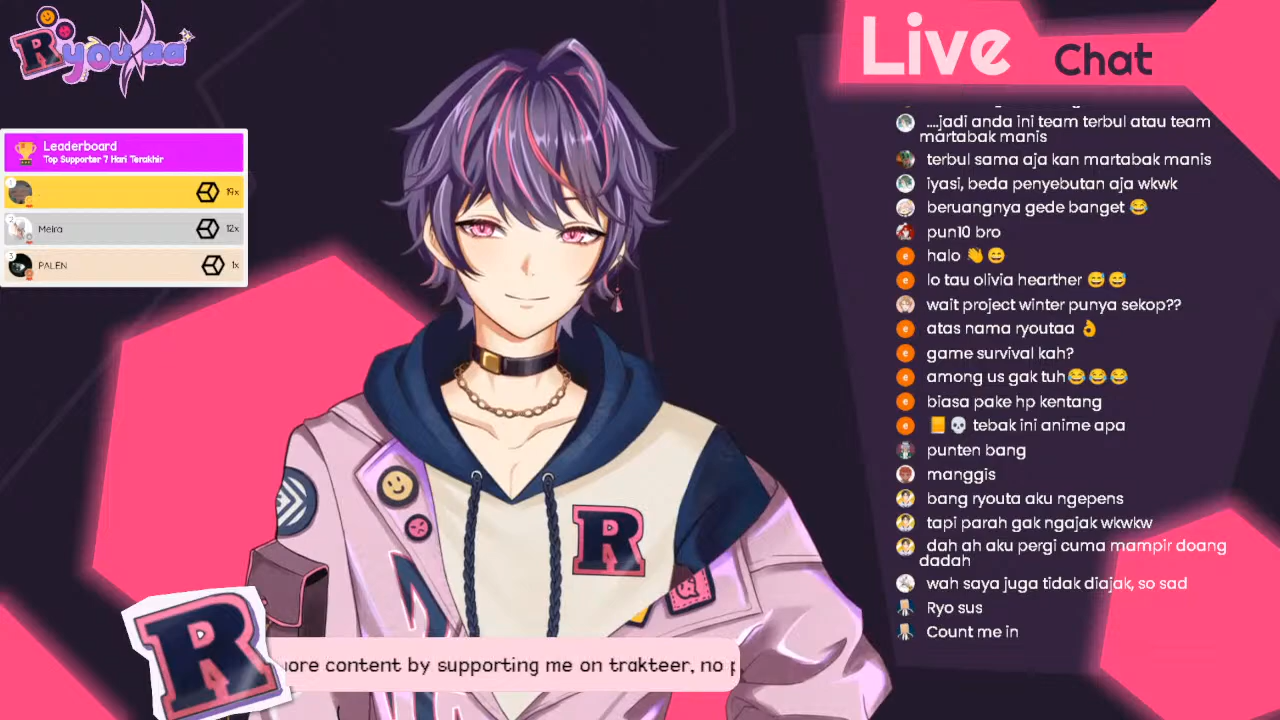 Ryoutaa
Live
Chat
Leaderboard
Top Supporter 7 Hari Terakhir
1
19x
2
Meira
12x
3
PALEN
1x
....jadi anda ini team terbul atau team
martabak manis
terbul sama aja kan martabak manis
iyasi, beda penyebutan aja wkwk
beruangnya gede banget 😂
pun10 bro
e
halo 👋😄
e
lo tau olivia hearther 😅😅
wait project winter punya sekop??
e
atas nama ryoutaa 👌
e
game survival kah?
e
among us gak tuh😂😂😂
e
biasa pake hp kentang
e
📒💀 tebak ini anime apa
punten bang
manggis
bang ryouta aku ngepens
tapi parah gak ngajak wkwkw
dah ah aku pergi cuma mampir doang
dadah
wah saya juga tidak diajak, so sad
Ryo sus
Count me in
R
R
content by supporting me on trakteer, no